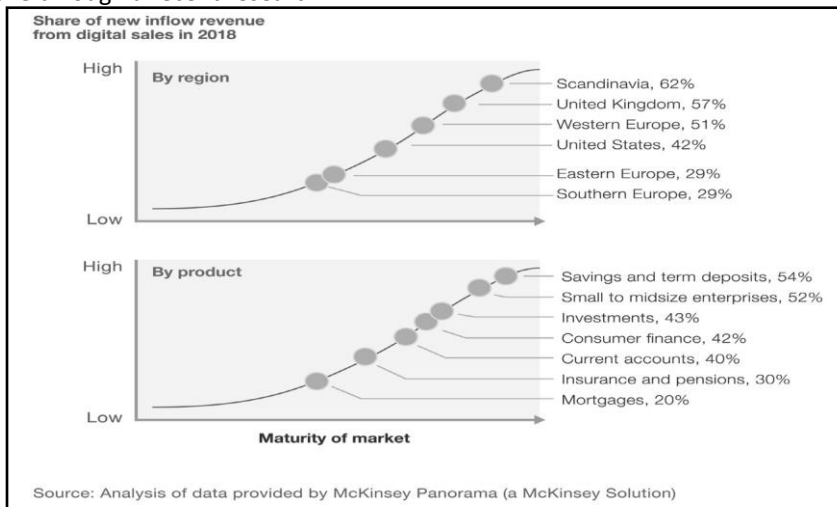 Share of new inflow revenue
from digital sales in 2018
High
By region
Scandinavia, 62%
United Kingdom, 57%
Western Europe, 51%
United States, 42%
Eastern Europe, 29%
Southern Europe, 29%
Low
High
By product
Savings and term deposits, 54%
Small to midsize enterprises, 52%
Investments, 43%
Consumer finance, 42%
Current accounts, 40%
Insurance and pensions, 30%
Mortgages, 20%
Low
Maturity of market
Source: Analysis of data provided by McKinsey Panorama (a McKinsey Solution)